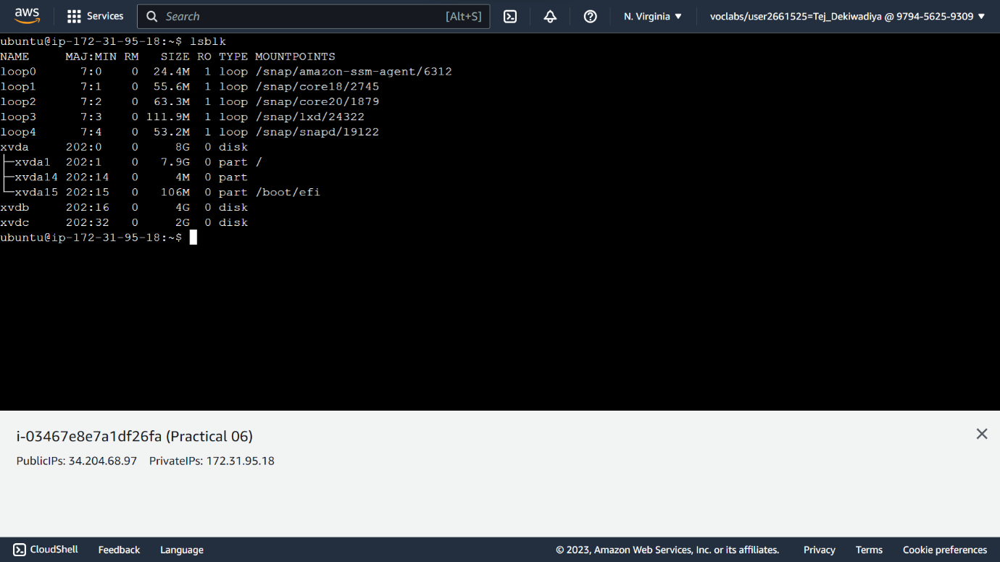 aws Services Search [Alt+S] N. Virginia voclabs/user2661525=Tej_Dekiwadiya @ 9794-5625-9309
ubuntu@ip-172-31-95-18:~$ lsblk
NAME     MAJ:MIN RM   SIZE RO TYPE MOUNTPOINTS
loop0      7:0    0  24.4M  1 loop /snap/amazon-ssm-agent/6312
loop1      7:1    0  55.6M  1 loop /snap/core18/2745
loop2      7:2    0  63.3M  1 loop /snap/core20/1879
loop3      7:3    0 111.9M  1 loop /snap/lxd/24322
loop4      7:4    0  53.2M  1 loop /snap/snapd/19122
xvda     202:0    0     8G  0 disk
├─xvda1  202:1    0   7.9G  0 part /
├─xvda14 202:14   0     4M  0 part
└─xvda15 202:15   0   106M  0 part /boot/efi
xvdb     202:16   0     4G  0 disk
xvdc     202:32   0     2G  0 disk
ubuntu@ip-172-31-95-18:~$
i-03467e8e7a1df26fa (Practical 06)
PublicIPs: 34.204.68.97 PrivateIPs: 172.31.95.18
CloudShell Feedback Language © 2023, Amazon Web Services, Inc. or its affiliates. Privacy Terms Cookie preferences